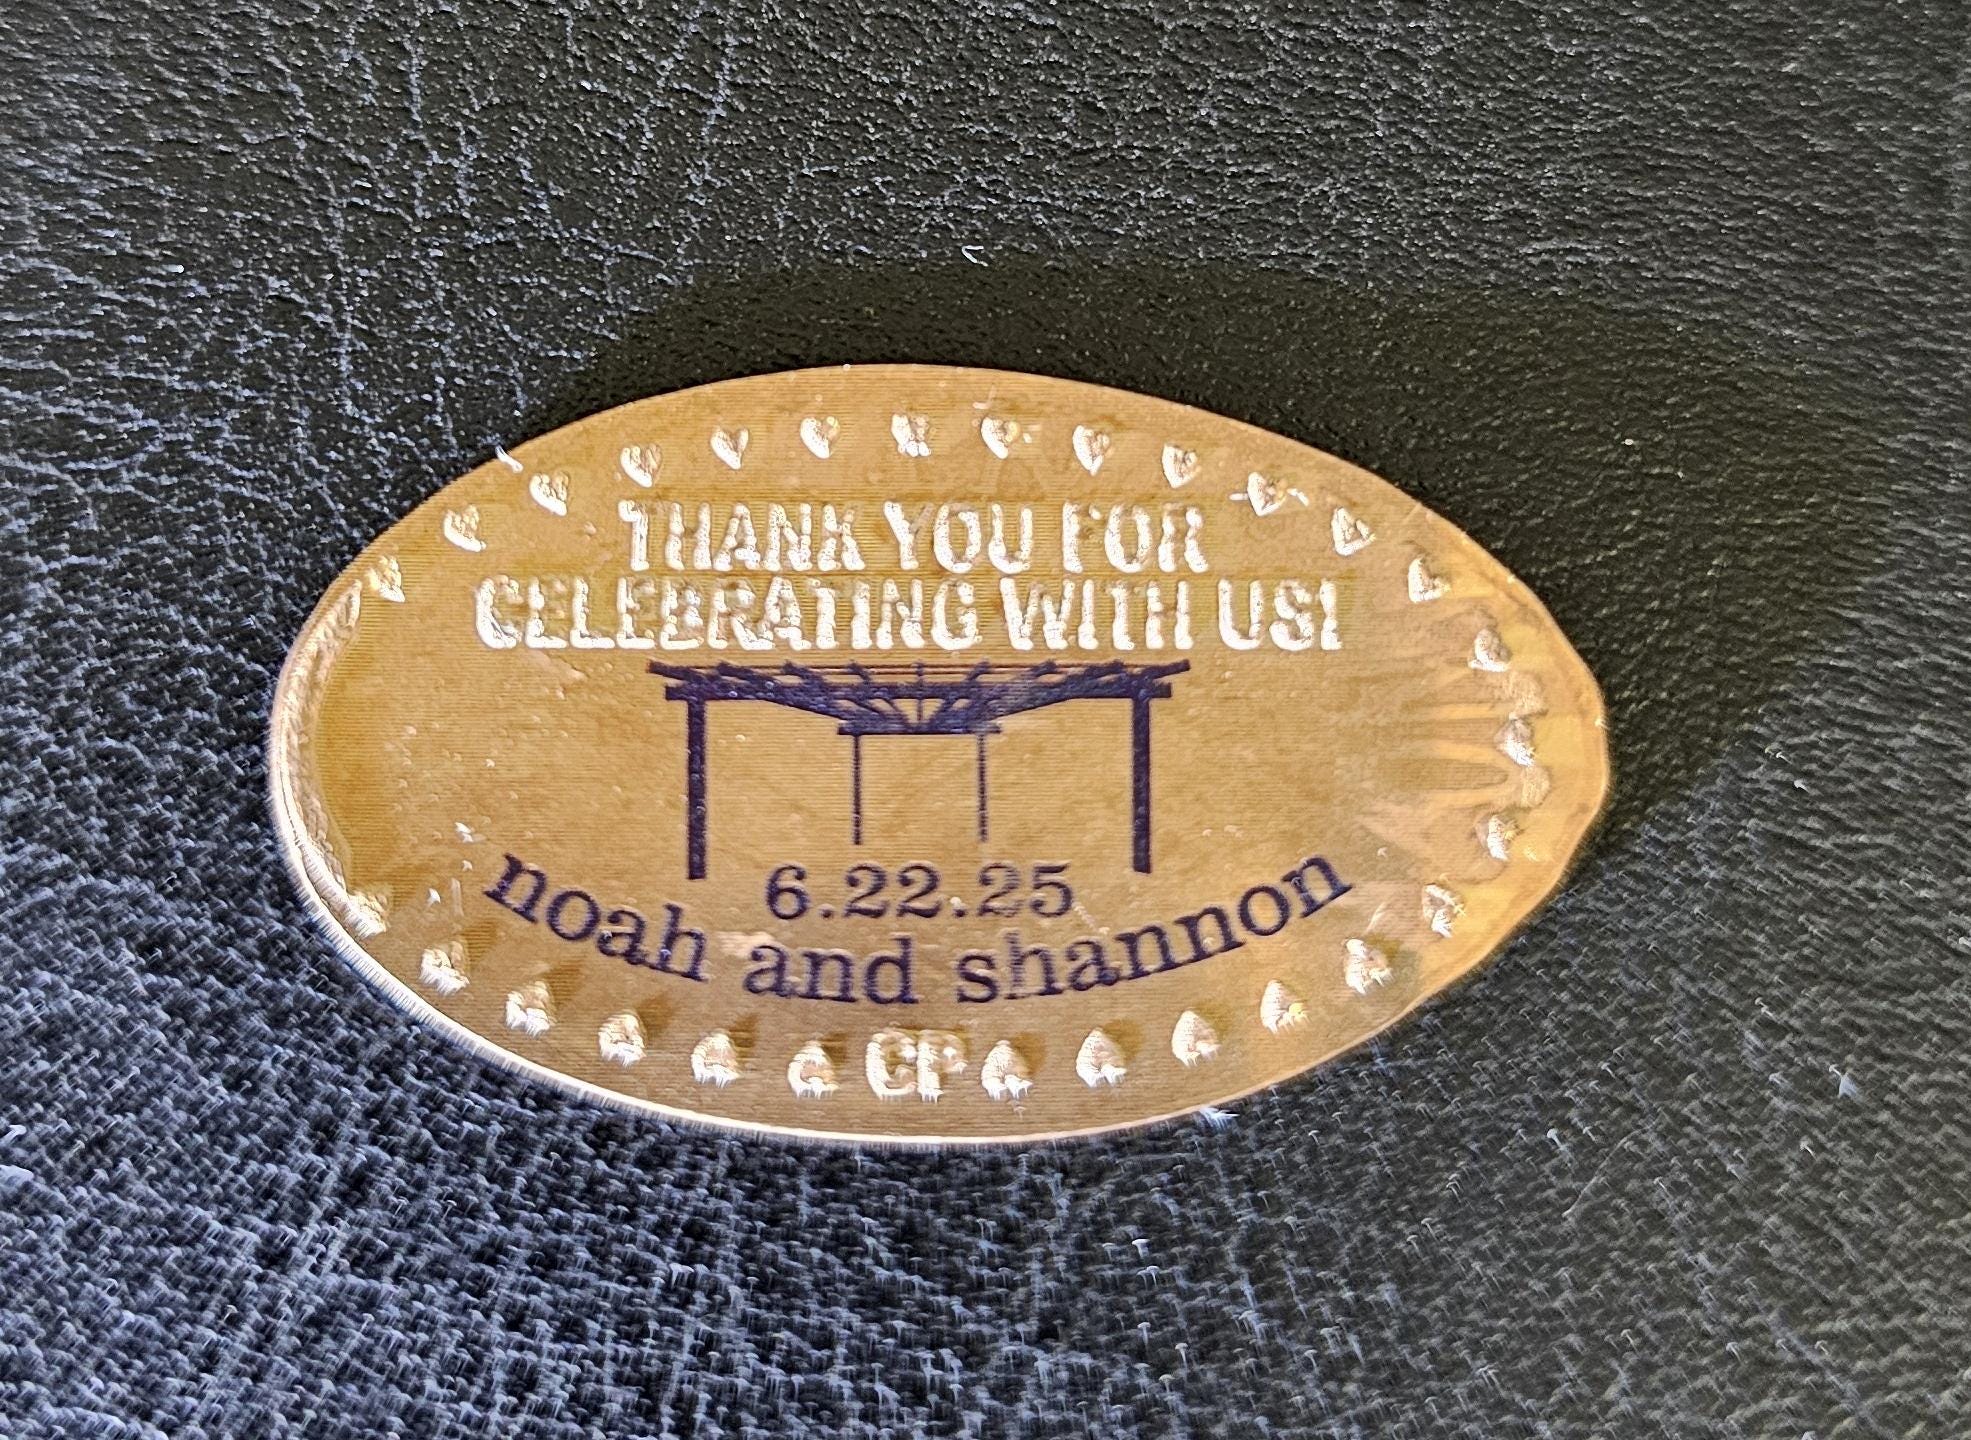 THANK YOU FOR
CELEBRATING WITH US!
6.22.25
noah and shannon
CP